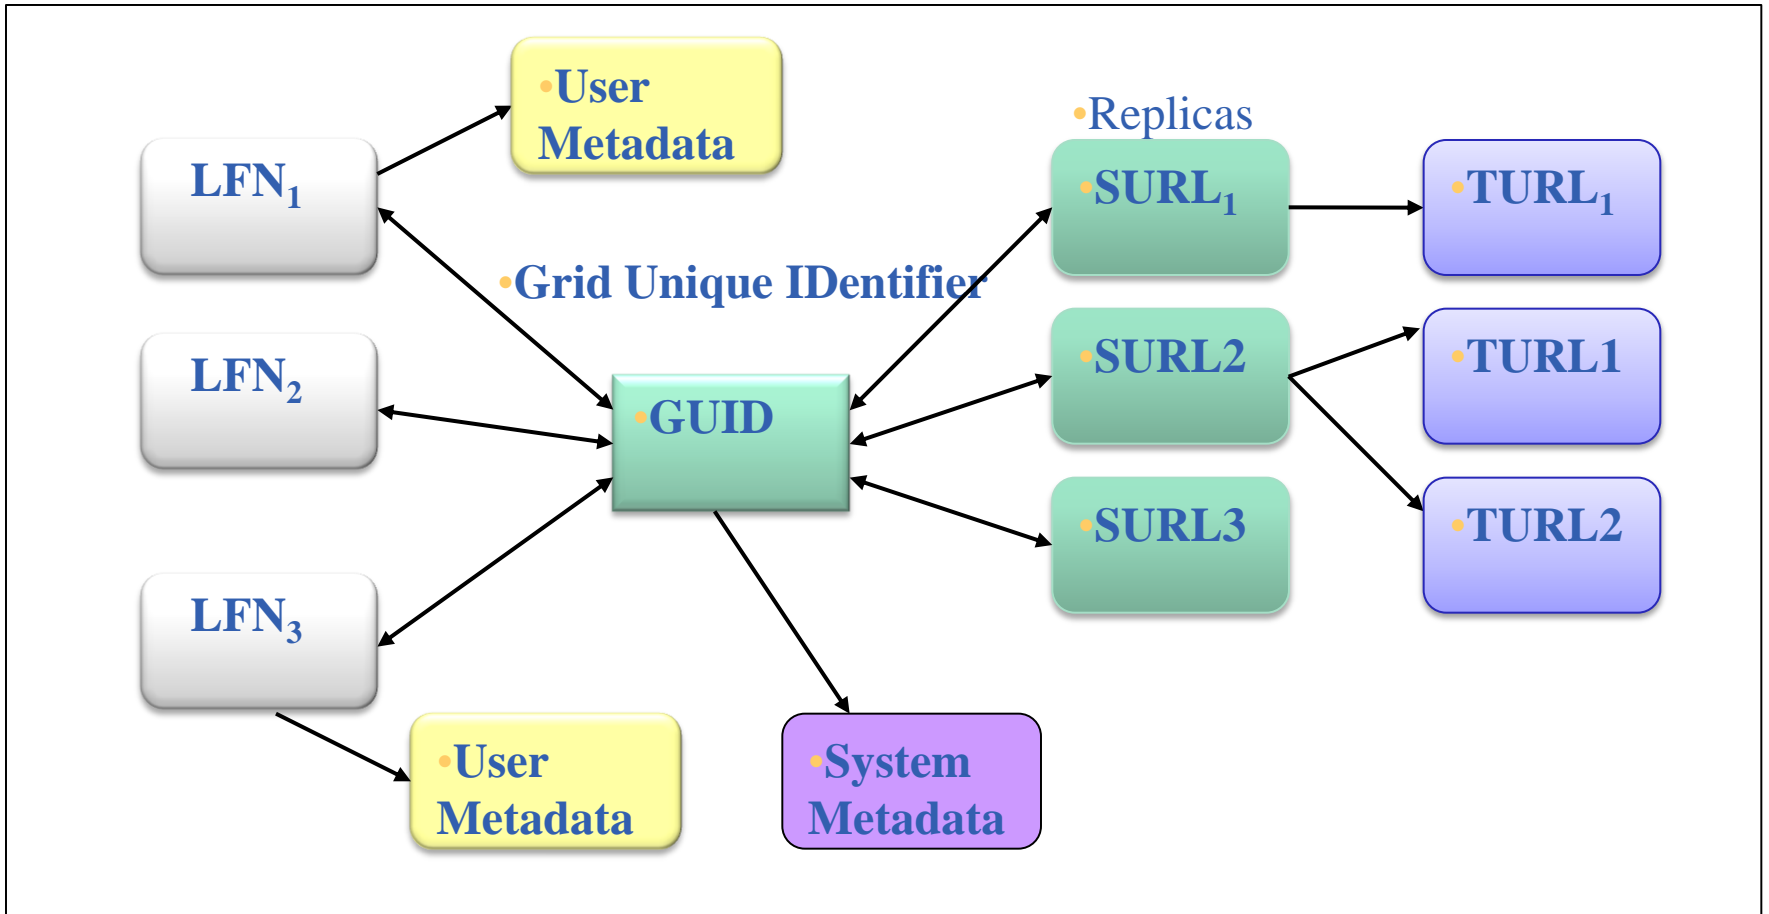 •User
Metadata
•Replicas
LFN₁
•SURL₁
•TURL₁
•Grid Unique IDentifier
LFN₂
•SURL2
•TURL1
•GUID
•SURL3
•TURL2
LFN₃
•User
Metadata
•System
Metadata